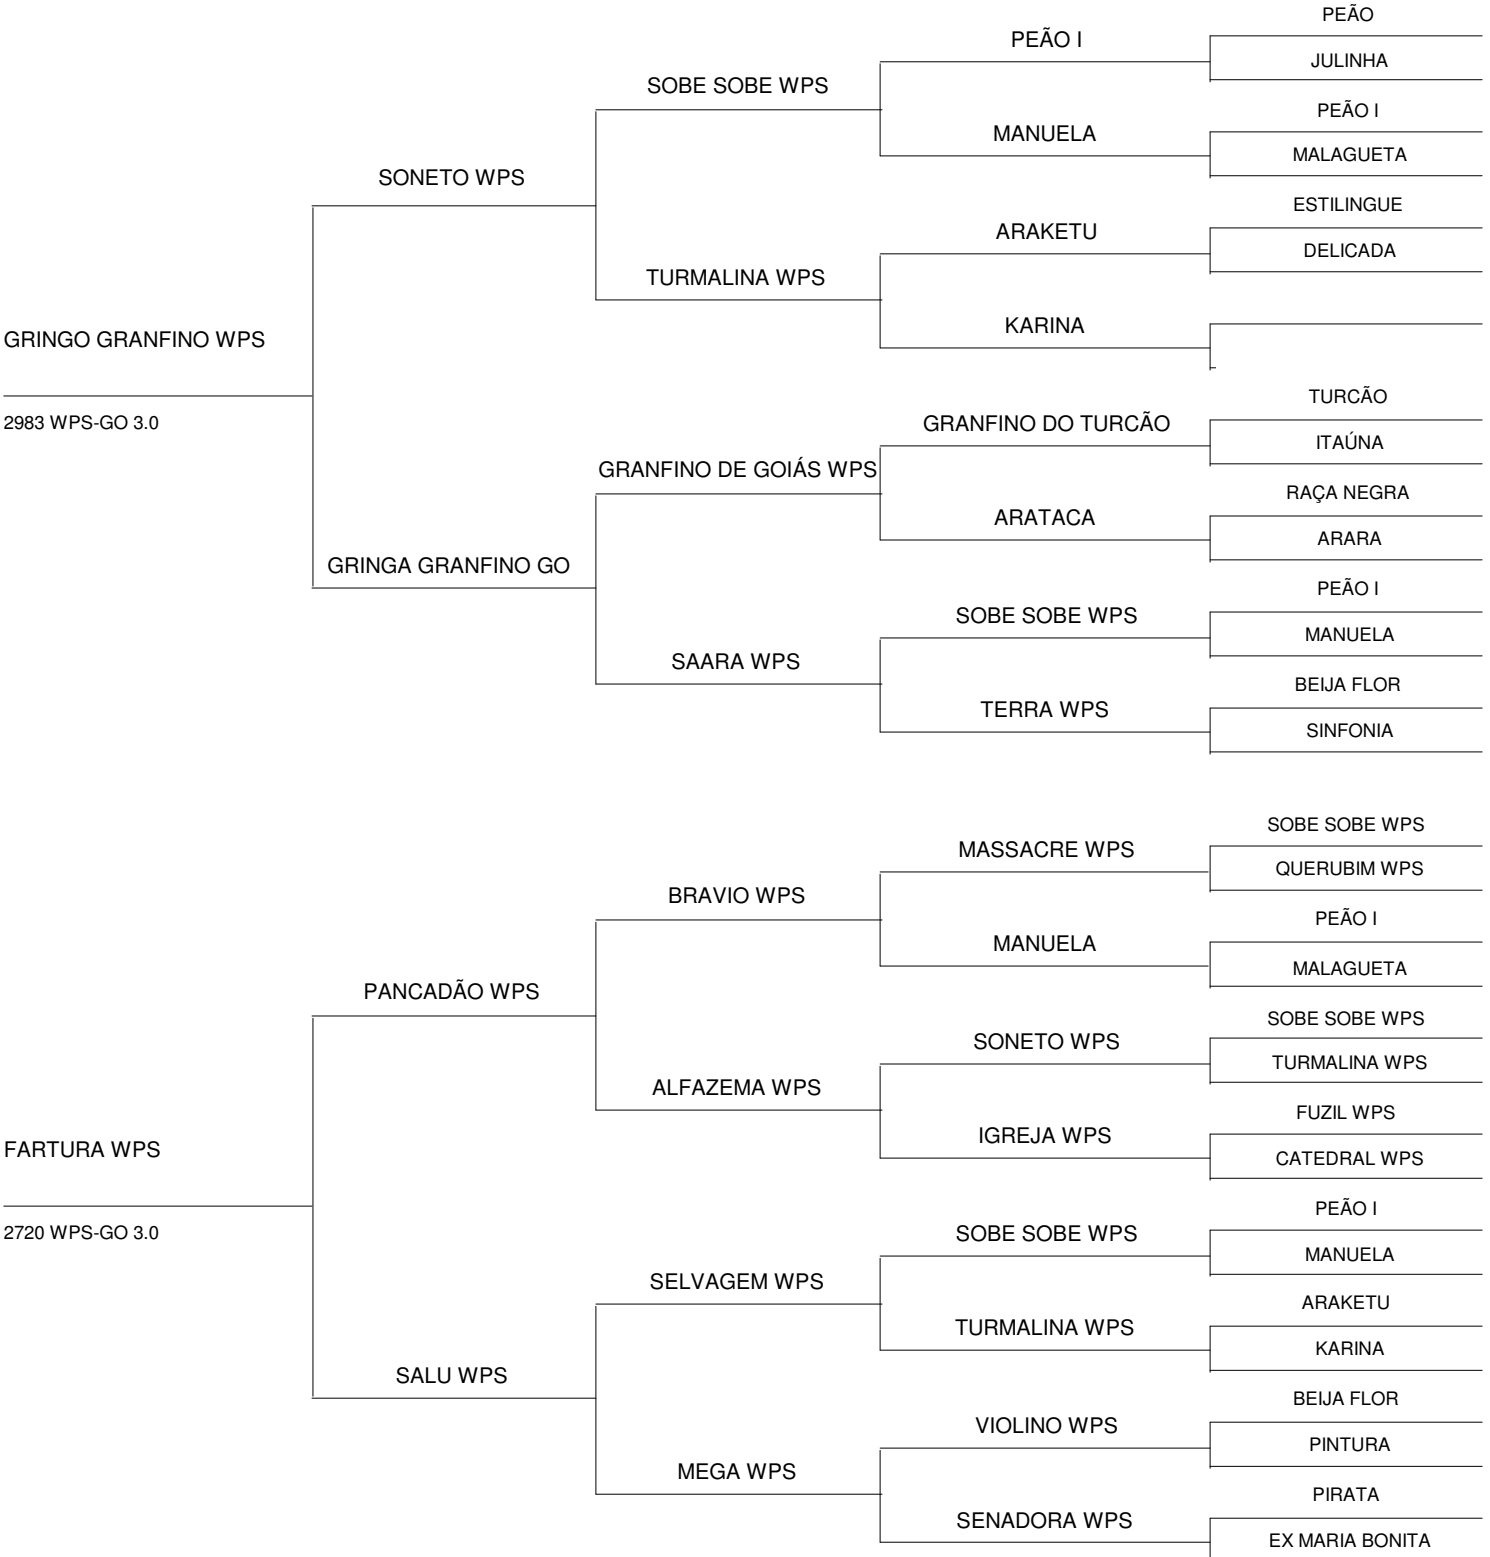 PEÃO
PEÃO I
JULINHA
SOBE SOBE WPS
PEÃO I
MANUELA
MALAGUETA
SONETO WPS
ESTILINGUE
ARAKETU
DELICADA
TURMALINA WPS
KARINA
GRINGO GRANFINO WPS
2983 WPS-GO 3.0
TURCÃO
GRANFINO DO TURCÃO
ITAÚNA
GRANFINO DE GOIÁS WPS
RAÇA NEGRA
ARATACA
ARARA
GRINGA GRANFINO GO
PEÃO I
SOBE SOBE WPS
MANUELA
SAARA WPS
BEIJA FLOR
TERRA WPS
SINFONIA
SOBE SOBE WPS
MASSACRE WPS
QUERUBIM WPS
BRAVIO WPS
PEÃO I
MANUELA
MALAGUETA
PANCADÃO WPS
SOBE SOBE WPS
SONETO WPS
TURMALINA WPS
ALFAZEMA WPS
FUZIL WPS
IGREJA WPS
CATEDRAL WPS
FARTURA WPS
2720 WPS-GO 3.0
PEÃO I
SOBE SOBE WPS
MANUELA
SELVAGEM WPS
ARAKETU
TURMALINA WPS
KARINA
SALU WPS
BEIJA FLOR
VIOLINO WPS
PINTURA
MEGA WPS
PIRATA
SENADORA WPS
EX MARIA BONITA